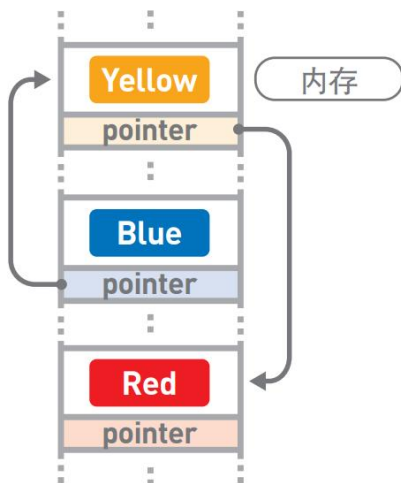 Yellow
内存
pointer
Blue
pointer
Red
pointer